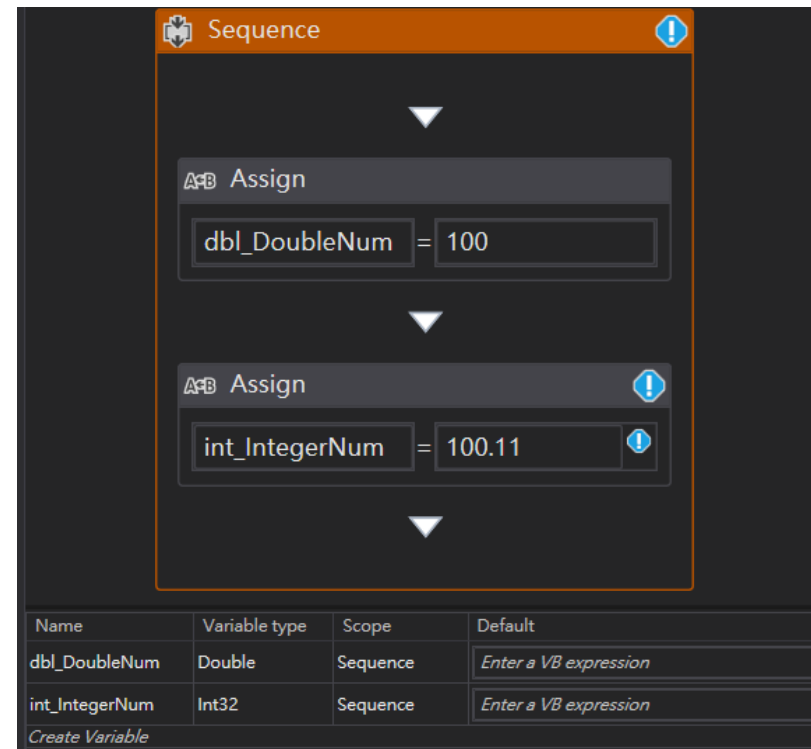 Sequence
A=B Assign
dbl_DoubleNum = 100
A=B Assign
int_IntegerNum = 100.11
Name Variable type Scope Default
dbl_DoubleNum Double Sequence Enter a VB expression
int_IntegerNum Int32 Sequence Enter a VB expression
Create Variable